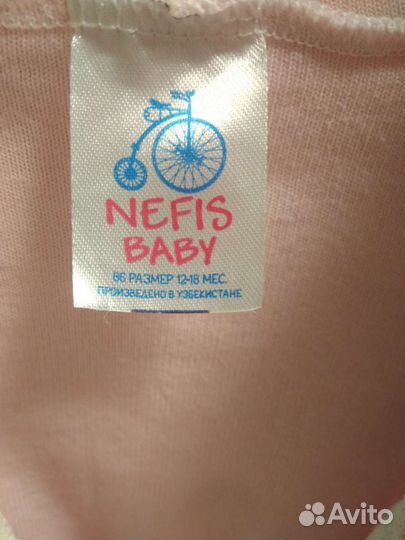 NEFIS
BABY
86 РАЗМЕР 12-18 МЕС.
ПРОИЗВЕДЕНО В УЗБЕКИСТАНЕ
Avito